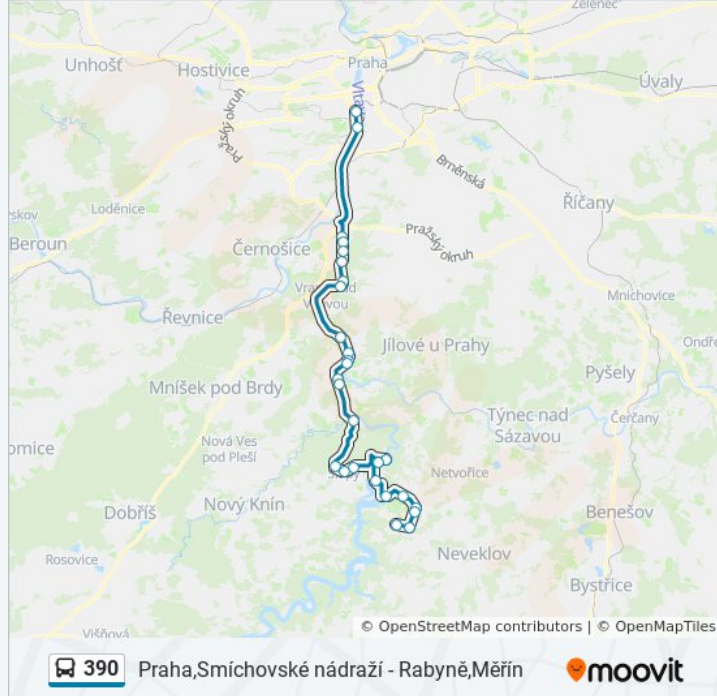 Zeleneč
Unhošť
Hostivice
Praha
Úvaly
Vltava
Pražský okruh
Brněnská
Loděnice
Říčany
Beroun
Černošice
Pražský okruh
Řevnice
Mnichovice
Jílové u Prahy
Mníšek pod Brdy
Pyšely
Týnec nad
Sázavou
Čerčany
omice
Nová Ves
pod Pleší
Netvořice
Dobříš
Nový Knín
Slapy
Benešov
Rosovice
Neveklov
Bystřice
Višňová
© OpenStreetMap contributors | © OpenMapTiles
390 Praha,Smíchovské nádraží - Rabyně,Měřín
moovit